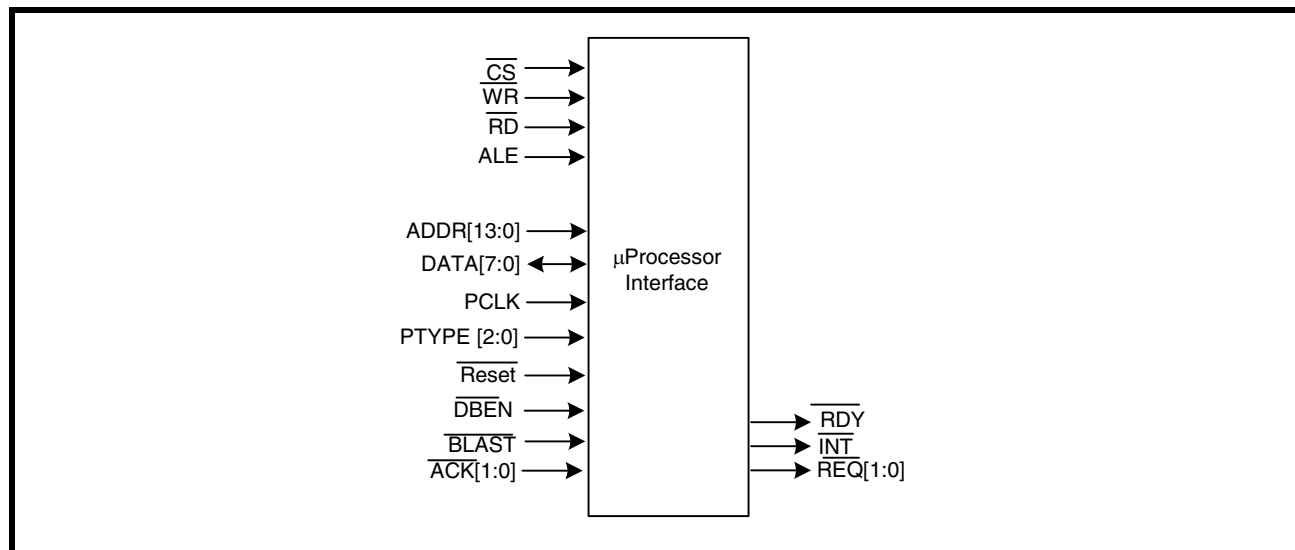 CS
WR
RD
ALE
ADDR[13:0]
DATA[7:0]
PCLK
PTYPE [2:0]
Reset
DBEN
BLAST
ACK[1:0]
μProcessor
Interface
RDY
INT
REQ[1:0]